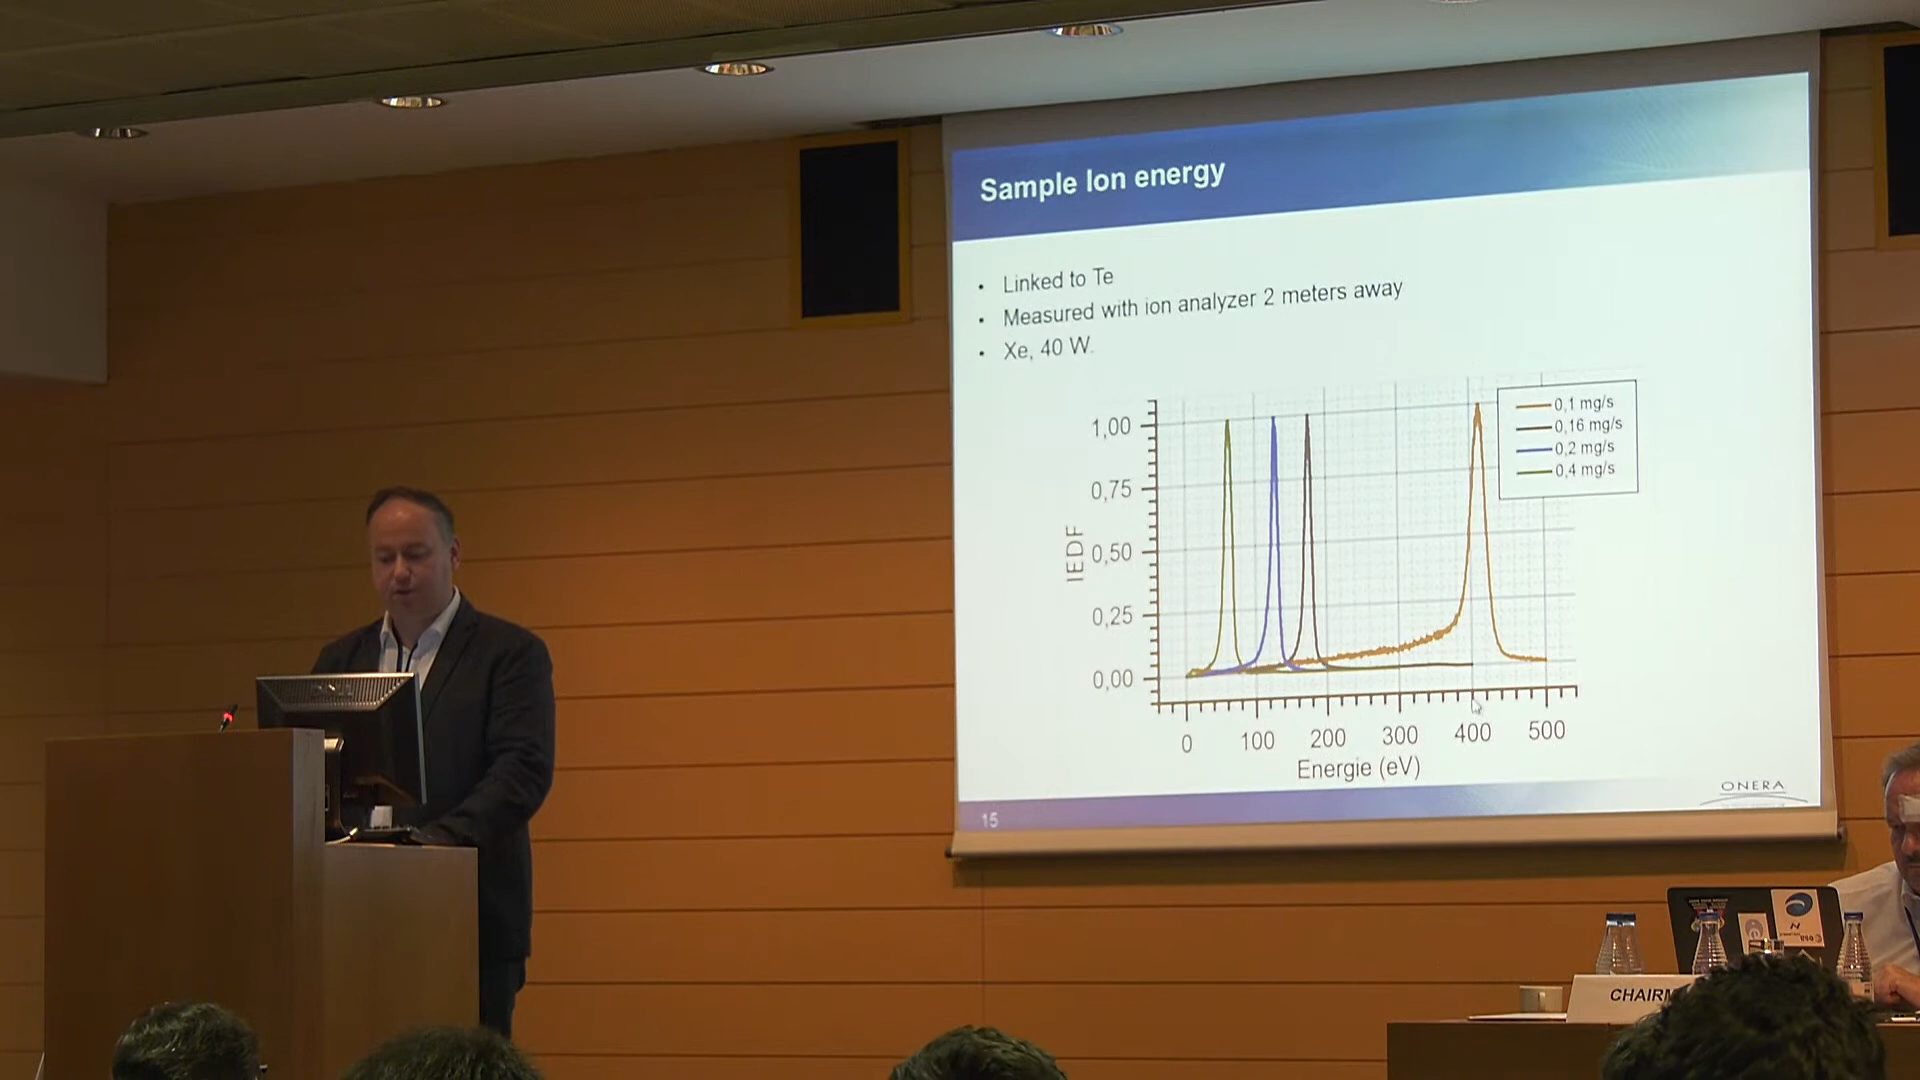 Sample Ion energy
• Linked to Te
• Measured with ion analyzer 2 meters away
• Xe, 40 W.
0,1 mg/s
0,16 mg/s
0,2 mg/s
0,4 mg/s
1,00
0,75
0,50
0,25
0,00
IEDF
0 100 200 300 400 500
Energie (eV)
15
ONERA
CHAIRM